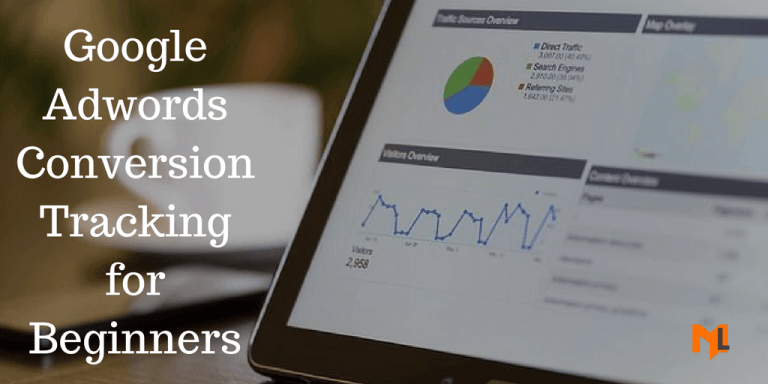 Google
Adwords
Conversion
Tracking
for
Beginners
Traffic Sources Overview
Direct Traffic
Search Engines
Referring Sites
Map Overlay
Visitors Overview
Visitors
2,958
Content Overview
Pages